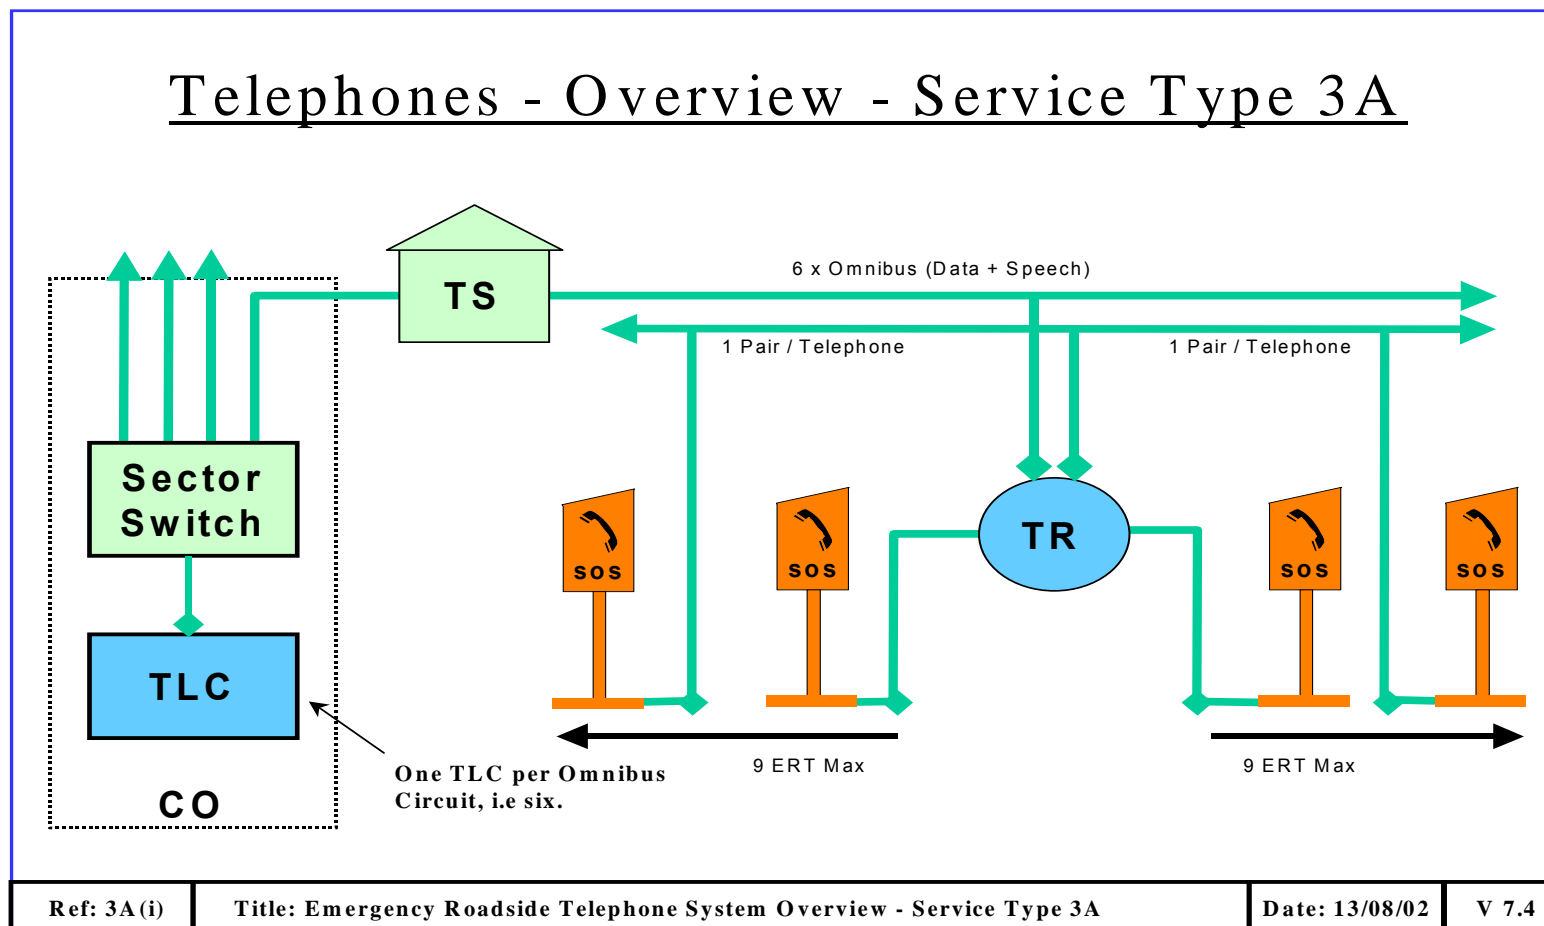 Telephones - Overview - Service Type 3A
6 x Omnibus (Data + Speech)
TS
1 Pair / Telephone
1 Pair / Telephone
Sector
Switch
TR
sos
sos
sos
sos
TLC
9 ERT Max
9 ERT Max
One TLC per Omnibus
Circuit, i.e six.
CO
Ref: 3A(i)
Title: Emergency Roadside Telephone System Overview - Service Type 3A
Date: 13/08/02
V 7.4